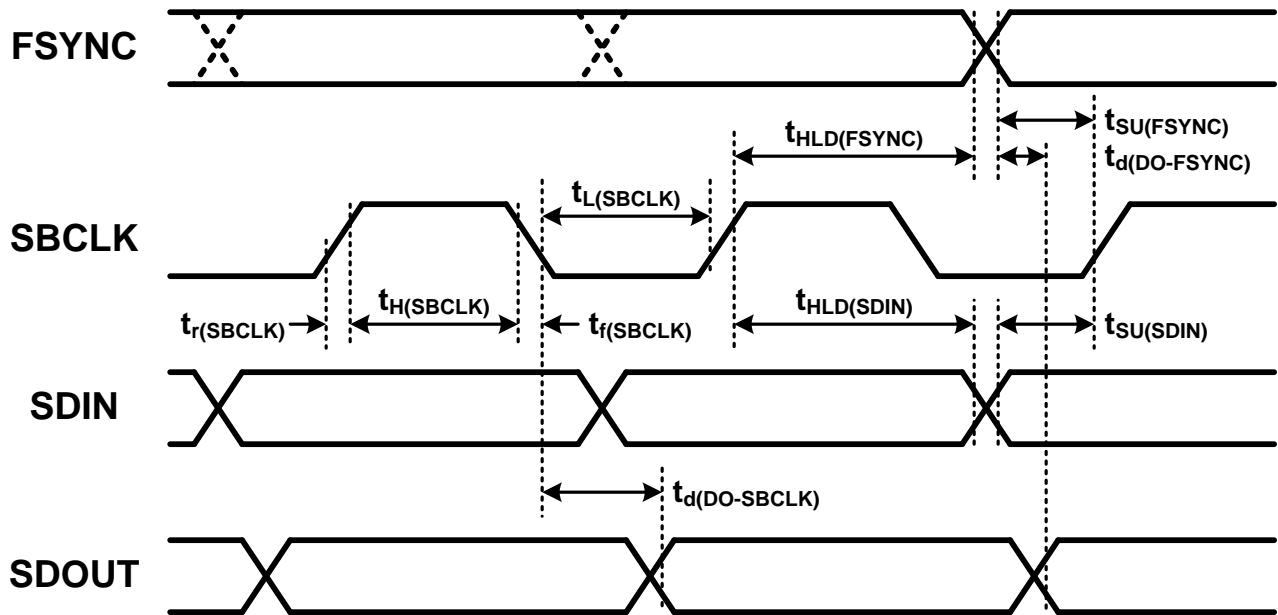 FSYNC
tSU(FSYNC)
tHLD(FSYNC)
td(DO-FSYNC)
tL(SBCLK)
SBCLK
tH(SBCLK)
tHLD(SDIN)
tr(SBCLK)
tf(SBCLK)
tSU(SDIN)
SDIN
td(DO-SBCLK)
SDOUT